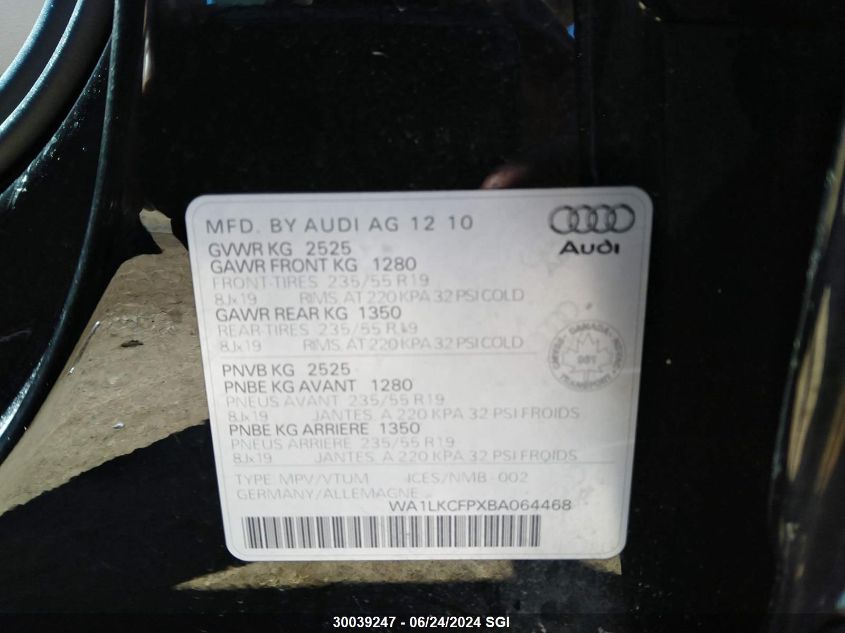 MFD. BY AUDI AG 12 10
Audi
GVWR KG 2525
GAWR FRONT KG 1280
FRONT-TIRES 235/55 R19
8Jx19 RIMS, AT 220 KPA 32 PSI COLD
GAWR REAR KG 1350
REAR-TIRES 235/55 R19
8Jx19 RIMS, AT 220 KPA 32 PSI COLD
CANADA
TRANSPORT
PNVB KG 2525
PNBE KG AVANT 1280
PNEUS AVANT 235/55 R19
8Jx19 JANTES, A 220 KPA 32 PSI FROIDS
PNBE KG ARRIERE 1350
PNEUS ARRIERE 235/55 R19
8Jx19 JANTES, A 220 KPA 32 PSI FROIDS
TYPE: MPV/VTUM ICES/NMB-002
GERMANY/ALLEMAGNE
WA1LKCFPXBA064468
30039247 - 06/24/2024 SGI